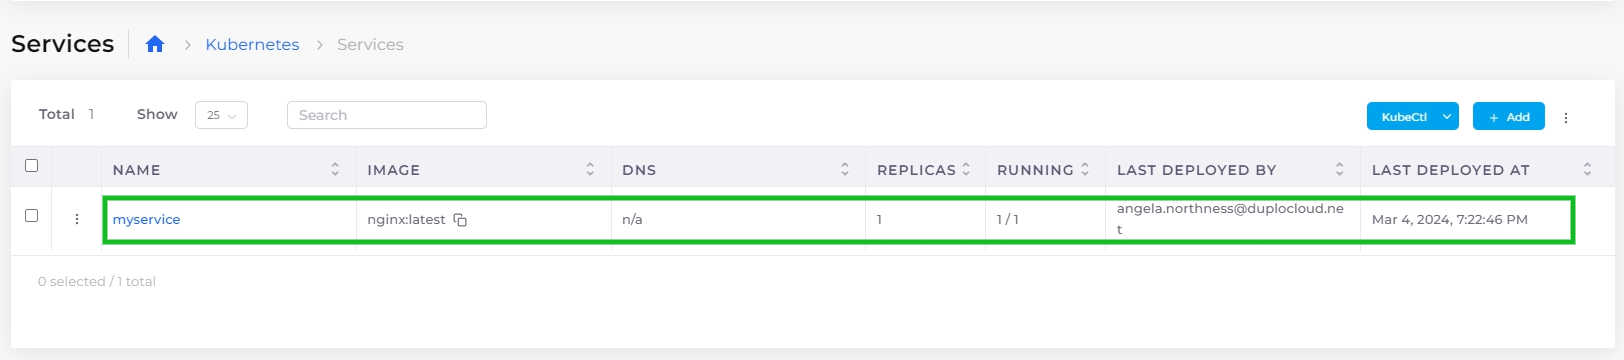 Services Kubernetes Services
Total 1 Show 25 Search KubeCtl + Add
NAME IMAGE DNS REPLICAS RUNNING LAST DEPLOYED BY LAST DEPLOYED AT
myservice nginx:latest n/a 1 1 / 1 angela.northness@duplocloud.ne Mar 4, 2024, 7:22:46 PM
t
0 selected / 1 total